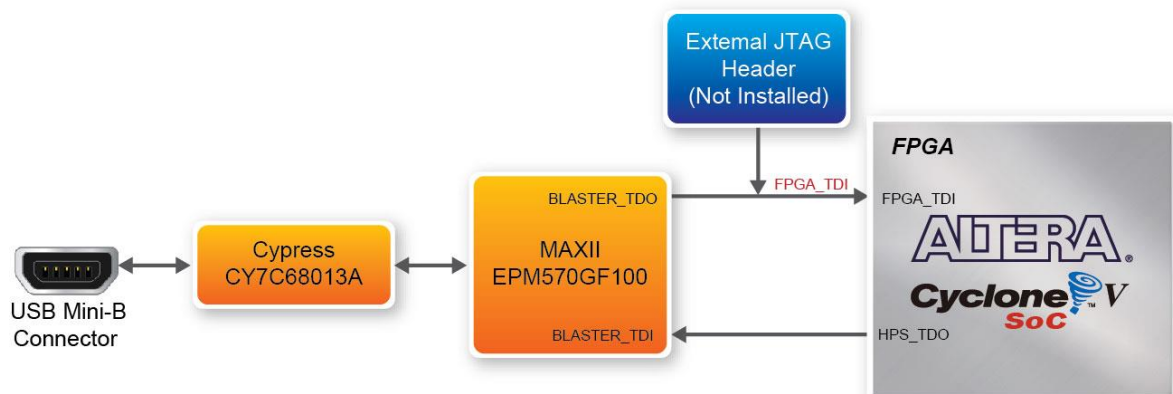 External JTAG
Header
(Not Installed)
FPGA
BLASTER_TDO
FPGA_TDI
FPGA_TDI
ALTERA®
Cypress
CY7C68013A
MAXII
EPM570GF100
Cyclone™ V
SoC
USB Mini-B
Connector
BLASTER_TDI
HPS_TDO